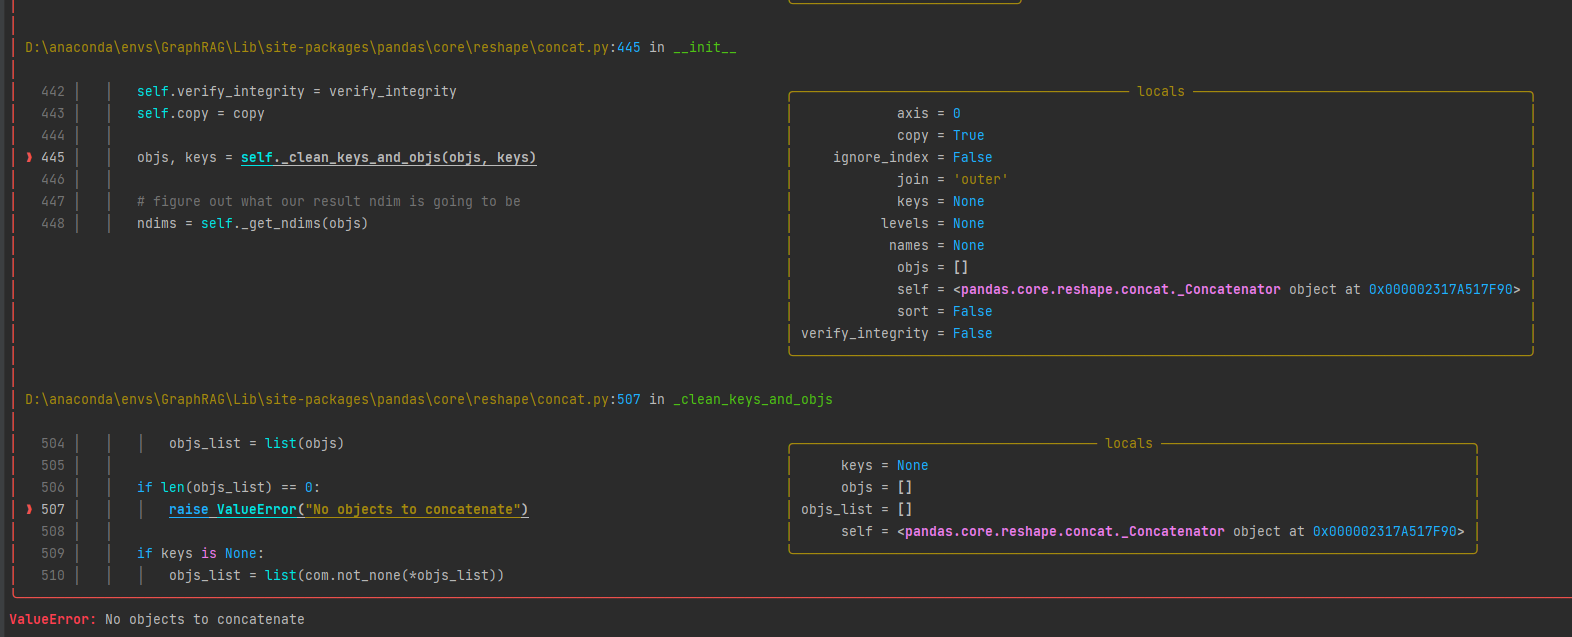 D:\anaconda\envs\GraphRAG\Lib\site-packages\pandas\core\reshape\concat.py:445 in __init__
442 self.verify_integrity = verify_integrity
443 self.copy = copy
444
❱ 445 objs, keys = self._clean_keys_and_objs(objs, keys)
446
447 # figure out what our result ndim is going to be
448 ndims = self._get_ndims(objs)
locals
axis = 0
copy = True
ignore_index = False
join = 'outer'
keys = None
levels = None
names = None
objs = []
self = <pandas.core.reshape.concat._Concatenator object at 0x000002317A517F90>
sort = False
verify_integrity = False
D:\anaconda\envs\GraphRAG\Lib\site-packages\pandas\core\reshape\concat.py:507 in _clean_keys_and_objs
504 objs_list = list(objs)
505
506 if len(objs_list) == 0:
❱ 507 raise ValueError("No objects to concatenate")
508
509 if keys is None:
510 objs_list = list(com.not_none(*objs_list))
locals
keys = None
objs = []
objs_list = []
self = <pandas.core.reshape.concat._Concatenator object at 0x000002317A517F90>
ValueError: No objects to concatenate